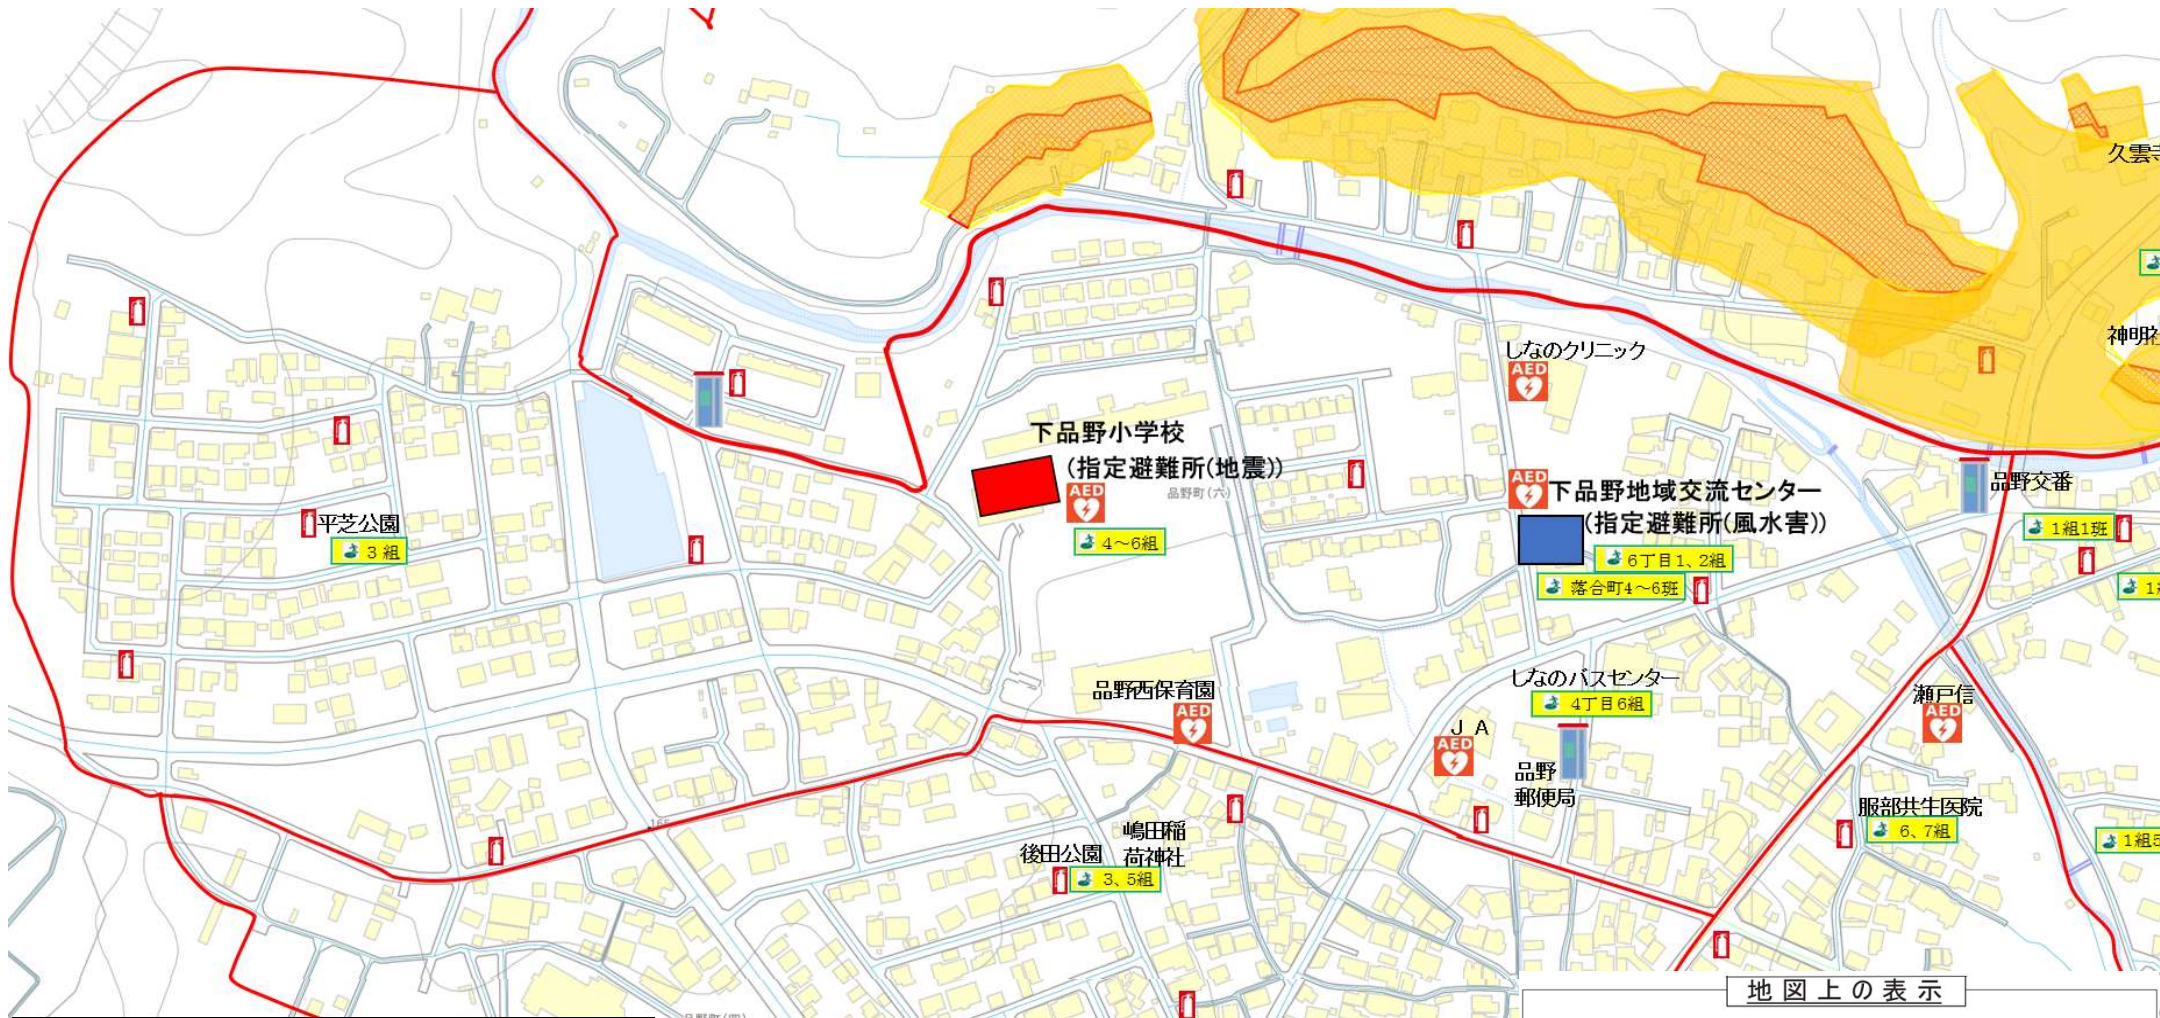 久雲寺
神明社
しなのクリニック
AED
下品野小学校
(指定避難所(地震))
AED
品野町(六)
4～6組
AED
下品野地域交流センター
(指定避難所(風水害))
6丁目1、2組
落合町4～6班
品野交番
1組1班
平芝公園
3組
品野西保育園
AED
しなのバスセンター
4丁目6組
JA
AED
品野
郵便局
瀬戸信
AED
服部共生医院
6、7組
1組5
165
後田公園
3、5組
嶋田稲
荷神社
地図上の表示